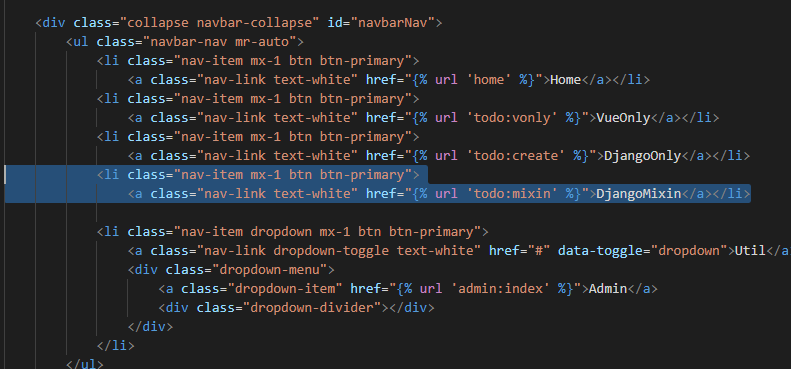 <div class="collapse navbar-collapse" id="navbarNav">
<ul class="navbar-nav mr-auto">
<li class="nav-item mx-1 btn btn-primary">
<a class="nav-link text-white" href="{% url 'home' %}">Home</a></li>
<li class="nav-item mx-1 btn btn-primary">
<a class="nav-link text-white" href="{% url 'todo:vonly' %}">VueOnly</a></li>
<li class="nav-item mx-1 btn btn-primary">
<a class="nav-link text-white" href="{% url 'todo:create' %}">DjangoOnly</a></li>
<li class="nav-item mx-1 btn btn-primary">
<a class="nav-link text-white" href="{% url 'todo:mixin' %}">DjangoMixin</a></li>
<li class="nav-item dropdown mx-1 btn btn-primary">
<a class="nav-link dropdown-toggle text-white" href="#" data-toggle="dropdown">Util</a
<div class="dropdown-menu">
<a class="dropdown-item" href="{% url 'admin:index' %}">Admin</a>
<div class="dropdown-divider"></div>
</div>
</li>
</ul>